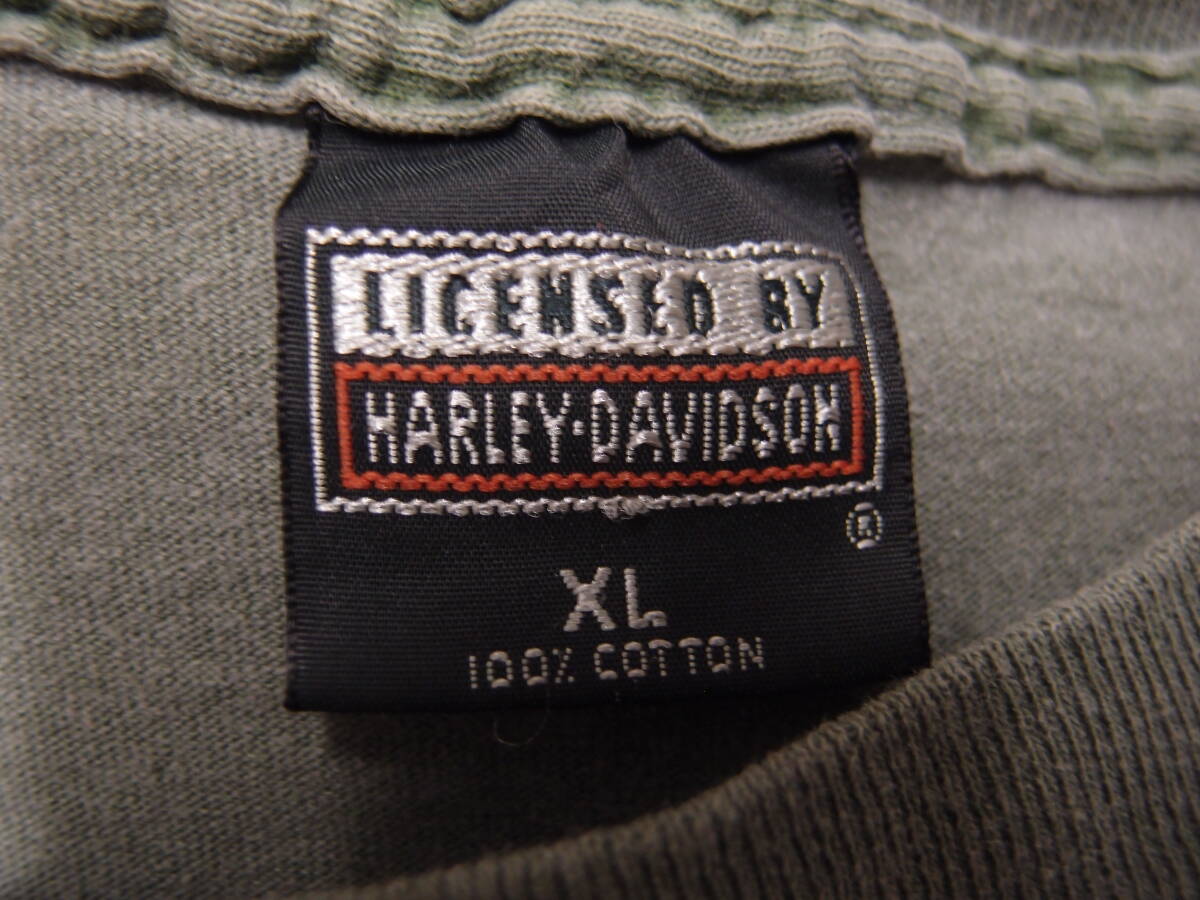 LICENSED BY
HARLEY-DAVIDSON
®
XL
100% COTTON